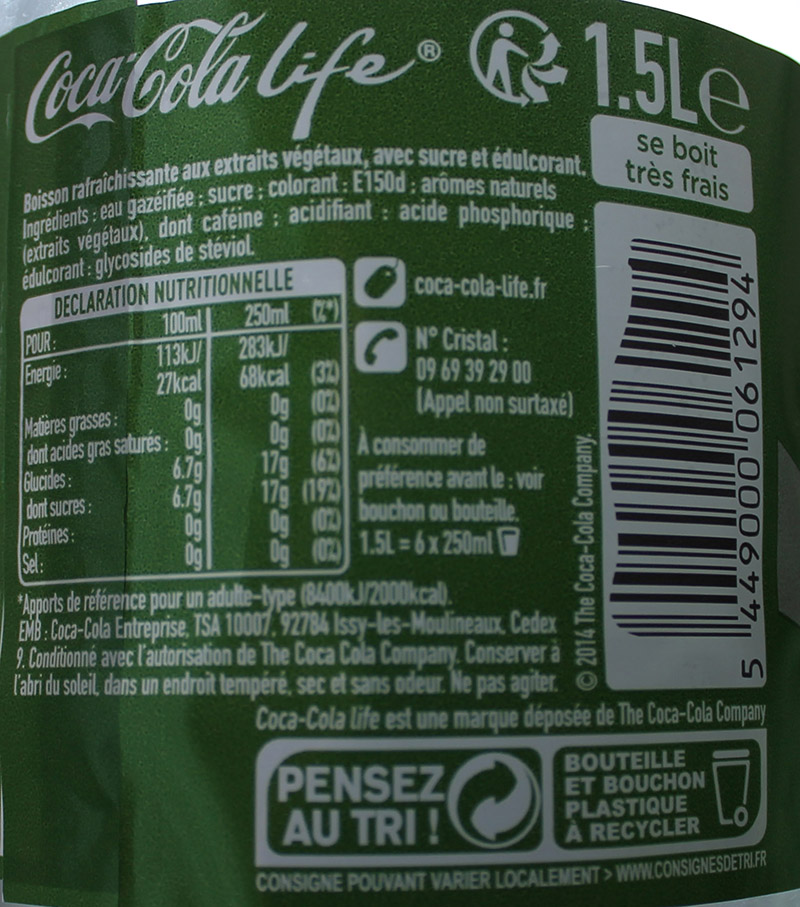 Coca-Cola life®
1.5L e
se boit
très frais
Boisson rafraîchissante aux extraits végétaux, avec sucre et édulcorant.
Ingrédients : eau gazéifiée ; sucre ; colorant : E150d ; arômes naturels
(extraits végétaux), dont caféine ; acidifiant : acide phosphorique ;
édulcorant : glycosides de stéviol.
DECLARATION NUTRITIONNELLE
POUR : 100ml 250ml (%*)
Energie : 113kJ/ 283kJ/
27kcal 68kcal (3%)
Matières grasses : 0g 0g (0%)
dont acides gras saturés : 0g 0g (0%)
Glucides : 6.7g 17g (6%)
dont sucres : 6.7g 17g (19%)
Protéines : 0g 0g (0%)
Sel : 0g 0g (0%)
coca-cola-life.fr
N° Cristal :
09 69 39 29 00
(Appel non surtaxé)
À consommer de
préférence avant le : voir
bouchon ou bouteille.
1.5L = 6 x 250ml
*Apports de référence pour un adulte-type (8400kJ/2000kcal).
EMB : Coca-Cola Entreprise, TSA 10007, 92784 Issy-les-Moulineaux, Cedex
9. Conditionné avec l'autorisation de The Coca Cola Company. Conserver à
l'abri du soleil, dans un endroit tempéré, sec et sans odeur. Ne pas agiter.
© 2014 The Coca-Cola Company.
5 449000 061294
Coca-Cola life est une marque déposée de The Coca-Cola Company
PENSEZ
AU TRI !
BOUTEILLE
ET BOUCHON
PLASTIQUE
À RECYCLER
CONSIGNE POUVANT VARIER LOCALEMENT > WWW.CONSIGNESDETRI.FR